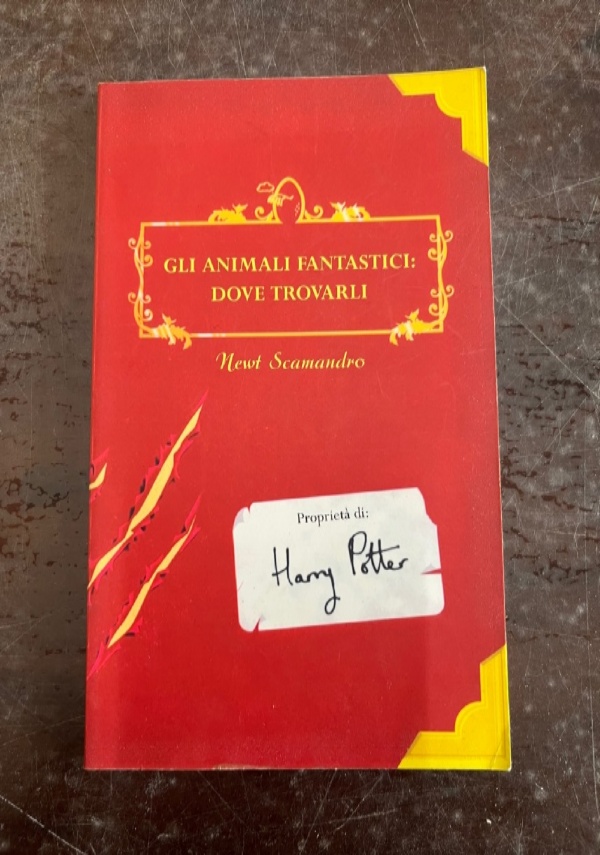 GLI ANIMALI FANTASTICI:
DOVE TROVARLI
Newt Scamandro
Proprietà di:
Harry Potter